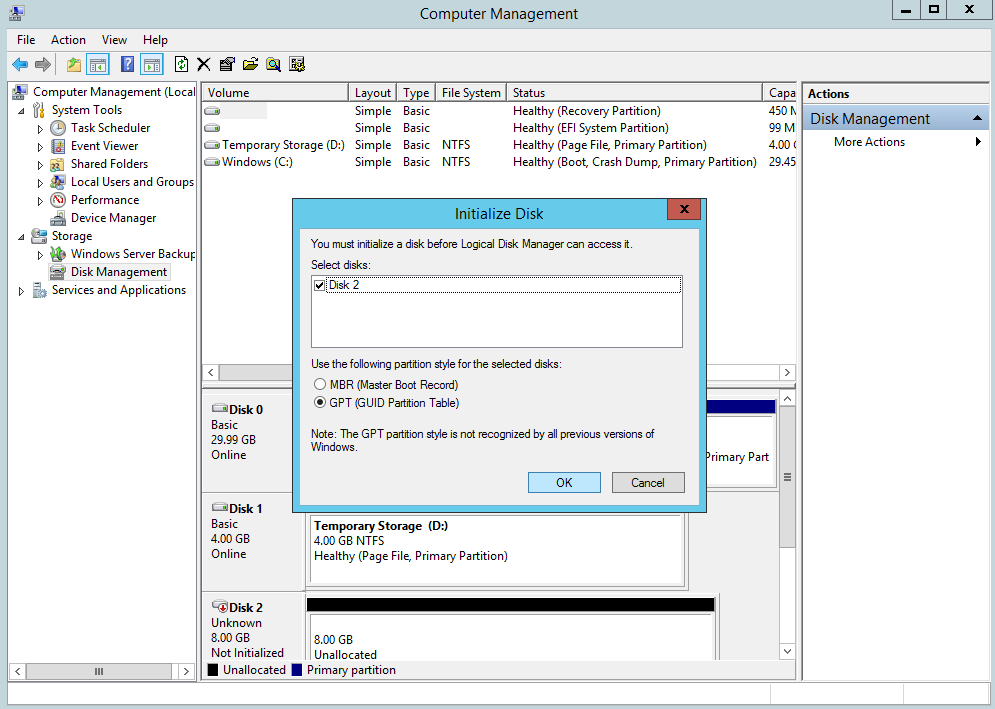 Computer Management
File Action View Help
Computer Management (Local
System Tools
Task Scheduler
Event Viewer
Shared Folders
Local Users and Groups
Performance
Device Manager
Storage
Windows Server Backup
Disk Management
Services and Applications
Volume Layout Type File System Status Capa
Simple Basic Healthy (Recovery Partition) 450 M
Simple Basic Healthy (EFI System Partition) 99 M
Temporary Storage (D:) Simple Basic NTFS Healthy (Page File, Primary Partition) 4.00 G
Windows (C:) Simple Basic NTFS Healthy (Boot, Crash Dump, Primary Partition) 29.45
Initialize Disk
X
You must initialize a disk before Logical Disk Manager can access it.
Select disks:
Disk 2
Use the following partition style for the selected disks:
MBR (Master Boot Record)
GPT (GUID Partition Table)
Note: The GPT partition style is not recognized by all previous versions of
Windows.
OK Cancel
Disk 0
Basic
29.99 GB
Online
Primary Part
Disk 1
Basic
4.00 GB
Online
Temporary Storage (D:)
4.00 GB NTFS
Healthy (Page File, Primary Partition)
Disk 2
Unknown
8.00 GB
Not Initialized
8.00 GB
Unallocated
Unallocated Primary partition
Actions
Disk Management
More Actions